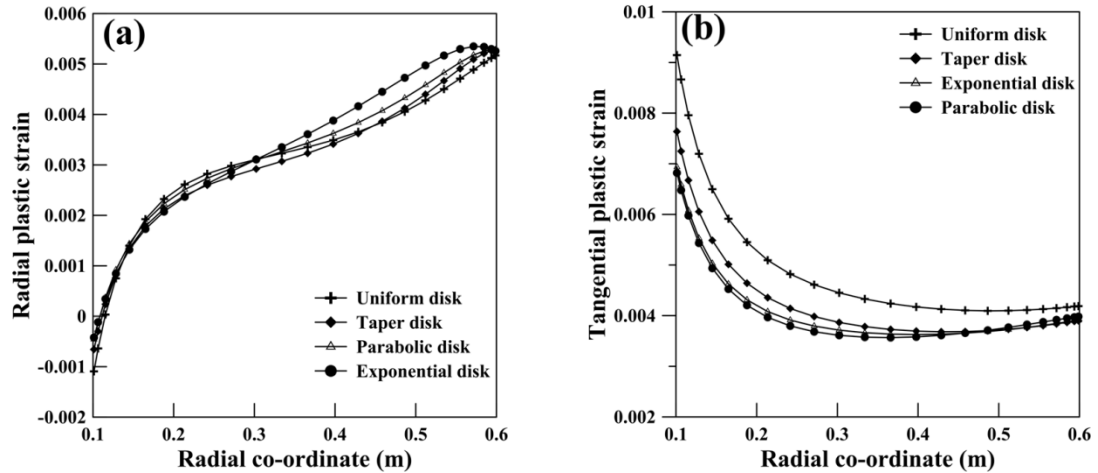 (a)
0.006
0.005
0.004
0.003
0.002
0.001
0
-0.001
-0.002
Radial plastic strain
Uniform disk
Taper disk
Parabolic disk
Exponential disk
0.1 0.2 0.3 0.4 0.5 0.6
Radial co-ordinate (m)
(b)
0.01
0.008
0.006
0.004
0.002
Tangential plastic strain
Uniform disk
Taper disk
Exponential disk
Parabolic disk
0.1 0.2 0.3 0.4 0.5 0.6
Radial co-ordinate (m)